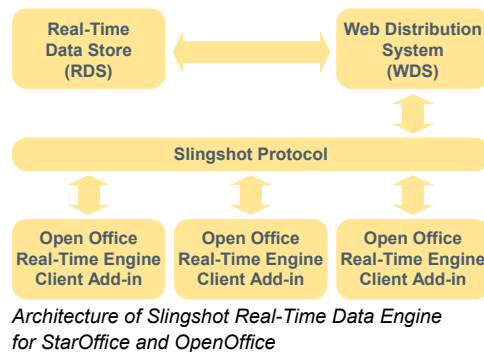 Real-Time
Data Store
(RDS)
Web Distribution
System
(WDS)
Slingshot Protocol
Open Office
Real-Time Engine
Client Add-in
Open Office
Real-Time Engine
Client Add-in
Open Office
Real-Time Engine
Client Add-in
Architecture of Slingshot Real-Time Data Engine
for StarOffice and OpenOffice